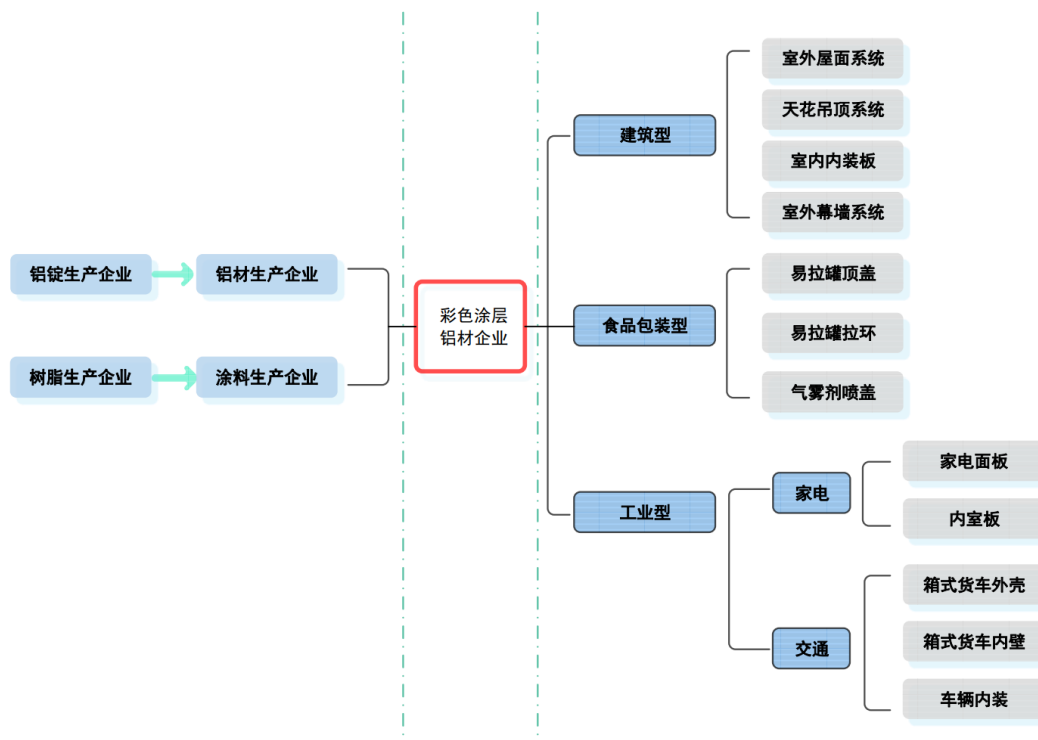 铝锭生产企业
铝材生产企业
树脂生产企业
涂料生产企业
彩色涂层
铝材企业
建筑型
室外屋面系统
天花吊顶系统
室内内装板
室外幕墙系统
食品包装型
易拉罐顶盖
易拉罐拉环
气雾剂喷盖
工业型
家电
家电面板
内室板
交通
箱式货车外壳
箱式货车内壁
车辆内装